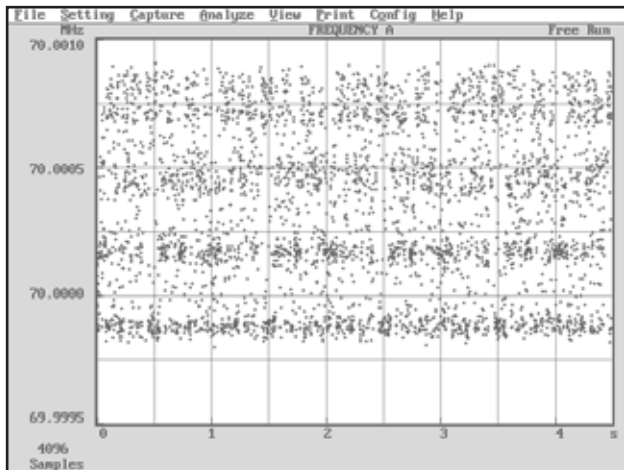 File Setting Capture Analyze View Print Config Help
MHz FREQUENCY A Free Run
70.0010
70.0005
70.0000
69.9995
0 1 2 3 4 s
4096
Samples